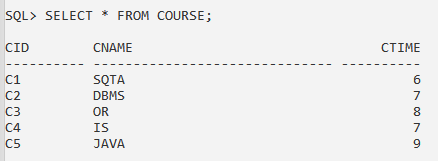 SQL> SELECT * FROM COURSE;
CID CNAME CTIME
---------- ------------------------------ ----------
C1 SQTA 6
C2 DBMS 7
C3 OR 8
C4 IS 7
C5 JAVA 9